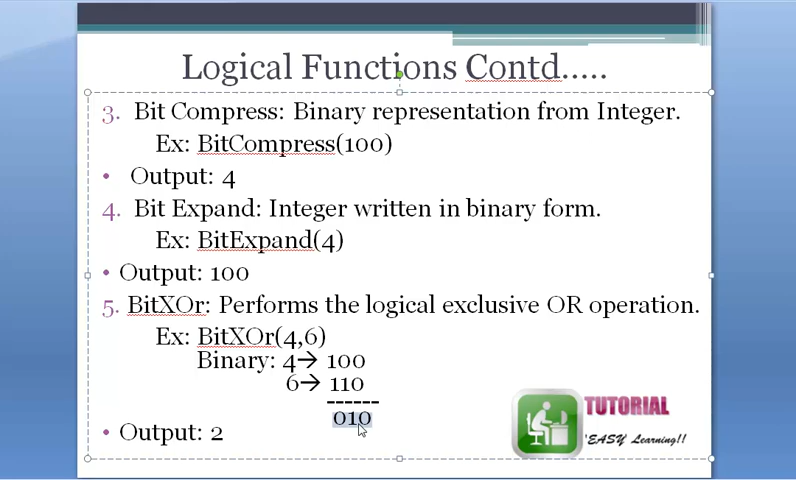 Logical Functions Contd.....
3. Bit Compress: Binary representation from Integer.
Ex: BitCompress(100)
• Output: 4
4. Bit Expand: Integer written in binary form.
Ex: BitExpand(4)
• Output: 100
5. BitXOr: Performs the logical exclusive OR operation.
Ex: BitXOr(4,6)
Binary: 4→ 100
6→ 110
------
010
• Output: 2
TUTORIAL
'EASY Learning!!